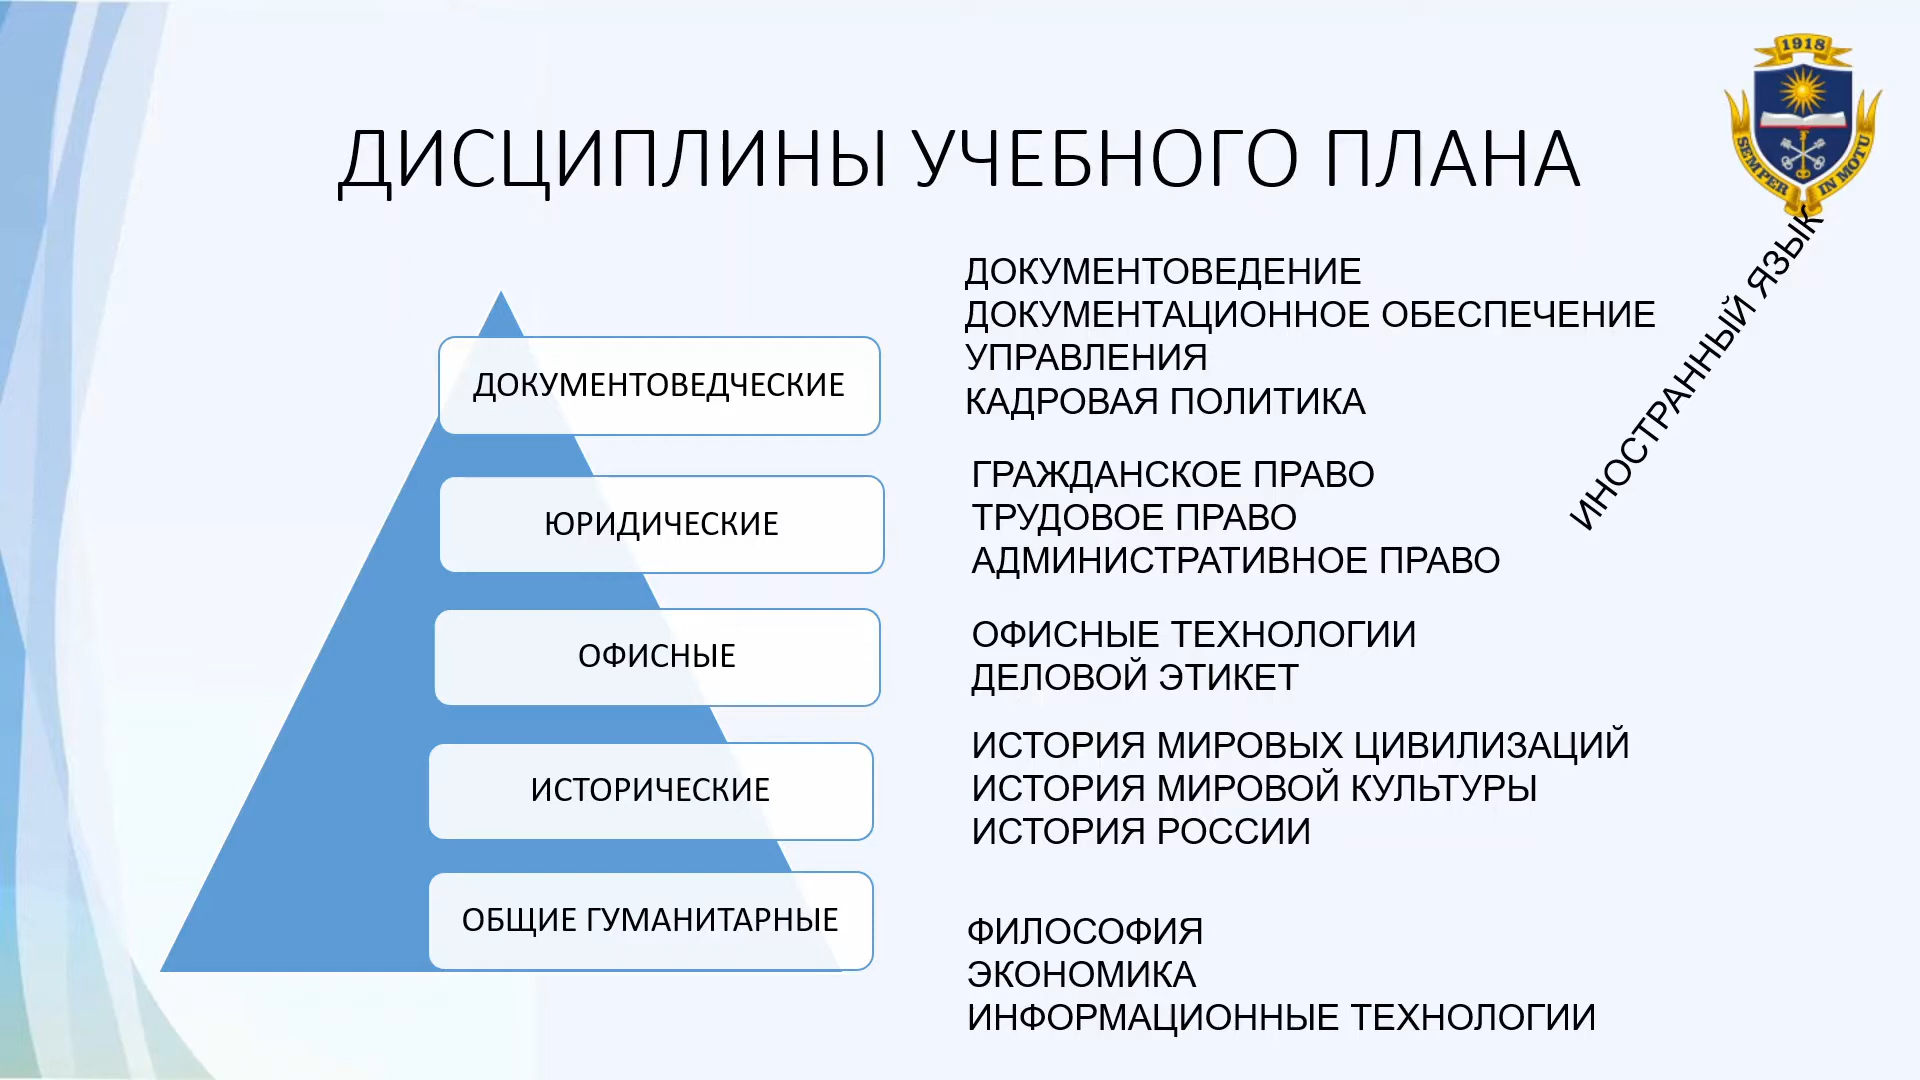 1918
SEMPER IN MOTU
ДИСЦИПЛИНЫ УЧЕБНОГО ПЛАНА
ИНОСТРАННЫЙ ЯЗЫК
ДОКУМЕНТОВЕДЧЕСКИЕ
ДОКУМЕНТОВЕДЕНИЕ
ДОКУМЕНТАЦИОННОЕ ОБЕСПЕЧЕНИЕ
УПРАВЛЕНИЯ
КАДРОВАЯ ПОЛИТИКА
ЮРИДИЧЕСКИЕ
ГРАЖДАНСКОЕ ПРАВО
ТРУДОВОЕ ПРАВО
АДМИНИСТРАТИВНОЕ ПРАВО
ОФИСНЫЕ
ОФИСНЫЕ ТЕХНОЛОГИИ
ДЕЛОВОЙ ЭТИКЕТ
ИСТОРИЧЕСКИЕ
ИСТОРИЯ МИРОВЫХ ЦИВИЛИЗАЦИЙ
ИСТОРИЯ МИРОВОЙ КУЛЬТУРЫ
ИСТОРИЯ РОССИИ
ОБЩИЕ ГУМАНИТАРНЫЕ
ФИЛОСОФИЯ
ЭКОНОМИКА
ИНФОРМАЦИОННЫЕ ТЕХНОЛОГИИ